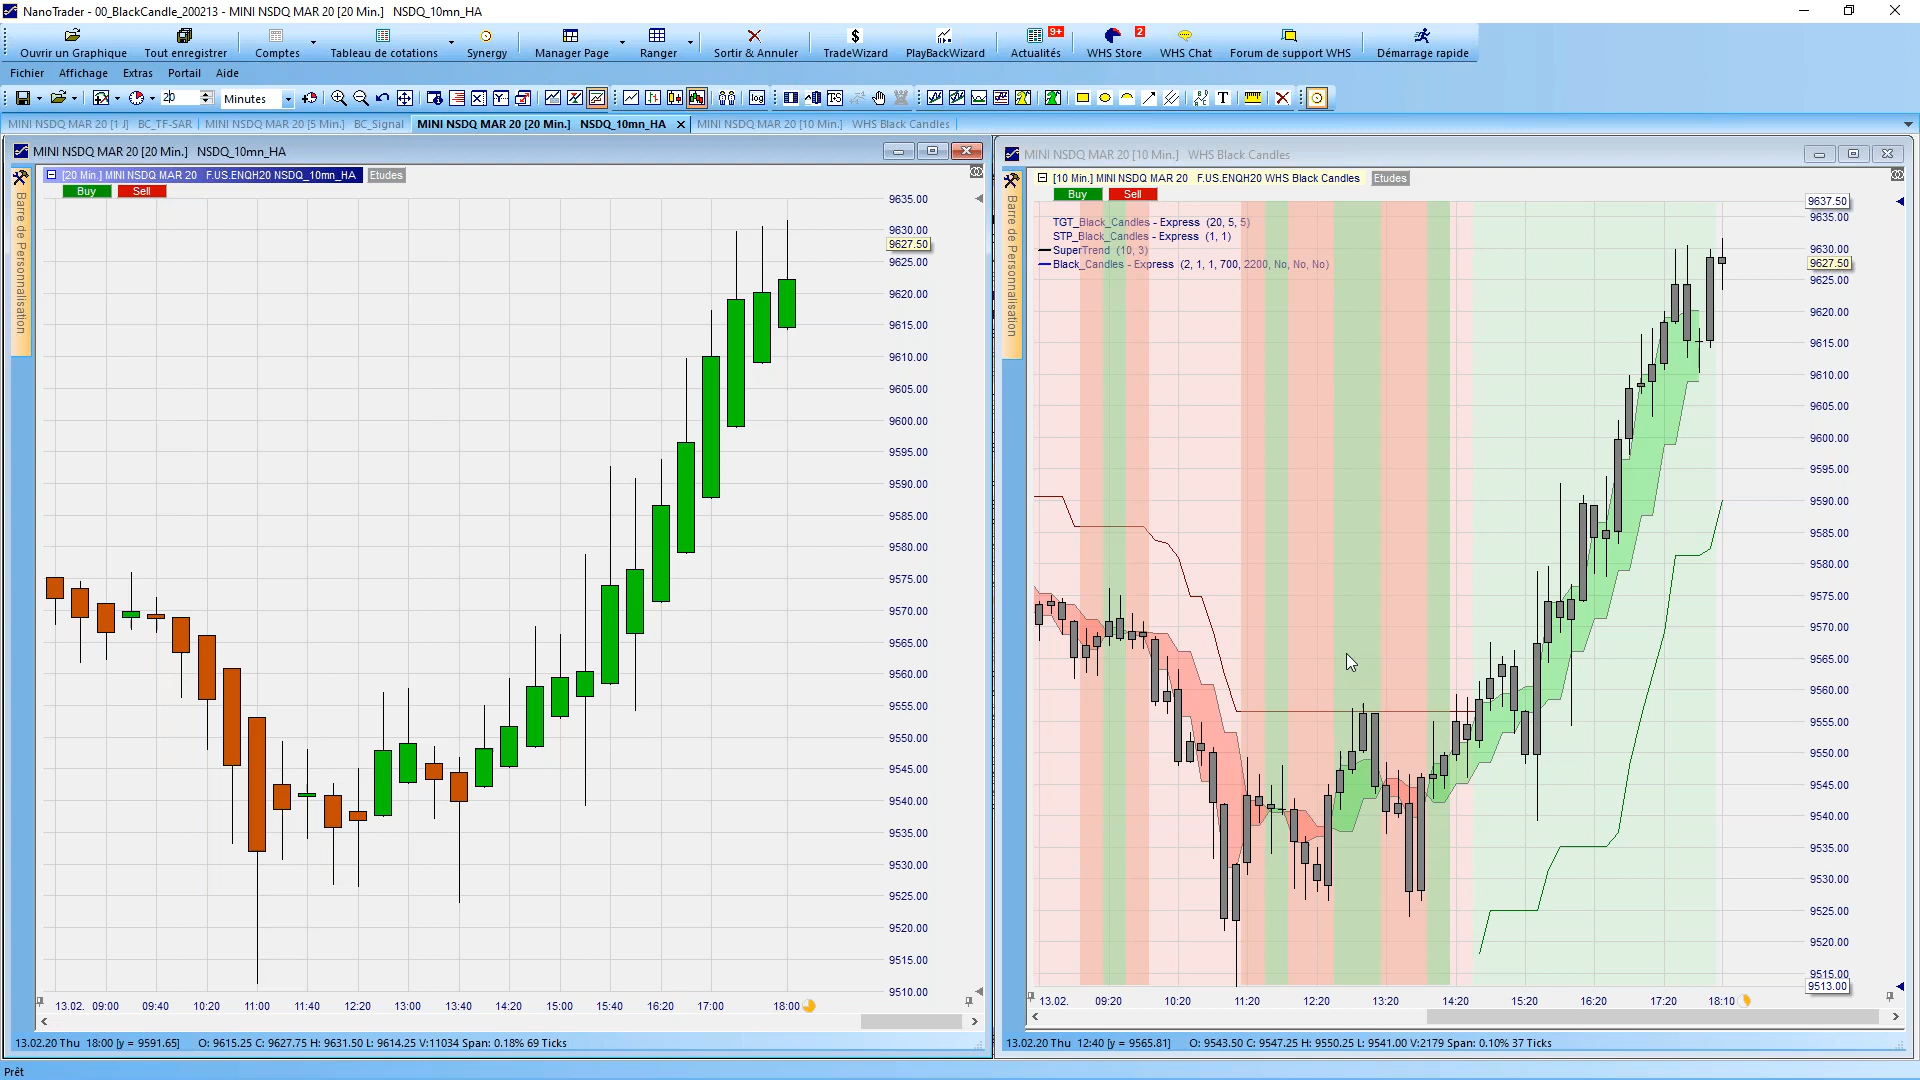 NanoTrader - 00_BlackCandle_200213 - MINI NSDQ MAR 20 [20 Min.] NSDQ_10mn_HA
9+
2
Ouvrir un Graphique Tout enregistrer Comptes Tableau de cotations Synergy Manager Page Ranger Sortir & Annuler TradeWizard PlayBackWizard Actualités WHS Store WHS Chat Forum de support WHS Démarrage rapide
Fichier Affichage Extras Portail Aide
20 Minutes
MINI NSDQ MAR 20 [1 J] BC_TF-SAR MINI NSDQ MAR 20 [5 Min.] BC_Signal MINI NSDQ MAR 20 [20 Min.] NSDQ_10mn_HA MINI NSDQ MAR 20 [10 Min.] WHS Black Candles
MINI NSDQ MAR 20 [20 Min.] NSDQ_10mn_HA
[20 Min.] MINI NSDQ MAR 20 F.US.ENQH20 NSDQ_10mn_HA Etudes
Buy Sell
Barre de Personnalisation
9635.00
9630.00
9627.50
9625.00
9620.00
9615.00
9610.00
9605.00
9600.00
9595.00
9590.00
9585.00
9580.00
9575.00
9570.00
9565.00
9560.00
9555.00
9550.00
9545.00
9540.00
9535.00
9530.00
9525.00
9520.00
9515.00
9510.00
13.02. 09:00 09:40 10:20 11:00 11:40 12:20 13:00 13:40 14:20 15:00 15:40 16:20 17:00 18:00
13.02.20 Thu 18:00 [y = 9591.65] O: 9615.25 C: 9627.75 H: 9631.50 L: 9614.25 V:11034 Span: 0.18% 69 Ticks
MINI NSDQ MAR 20 [10 Min.] WHS Black Candles
[10 Min.] MINI NSDQ MAR 20 F.US.ENQH20 WHS Black Candles Etudes
Buy Sell
Barre de Personnalisation
TGT_Black_Candles - Express (20, 5, 5)
STP_Black_Candles - Express (1, 1)
SuperTrend (10, 3)
Black_Candles - Express (2, 1, 1, 700, 2200, No, No, No)
9637.50
9635.00
9630.00
9627.50
9625.00
9620.00
9615.00
9610.00
9605.00
9600.00
9595.00
9590.00
9585.00
9580.00
9575.00
9570.00
9565.00
9560.00
9555.00
9550.00
9545.00
9540.00
9535.00
9530.00
9525.00
9520.00
9515.00
9513.00
13.02. 09:20 10:20 11:20 12:20 13:20 14:20 15:20 16:20 17:20 18:10
13.02.20 Thu 12:40 [y = 9565.81] O: 9543.50 C: 9547.25 H: 9550.25 L: 9541.00 V:2179 Span: 0.10% 37 Ticks
Prêt